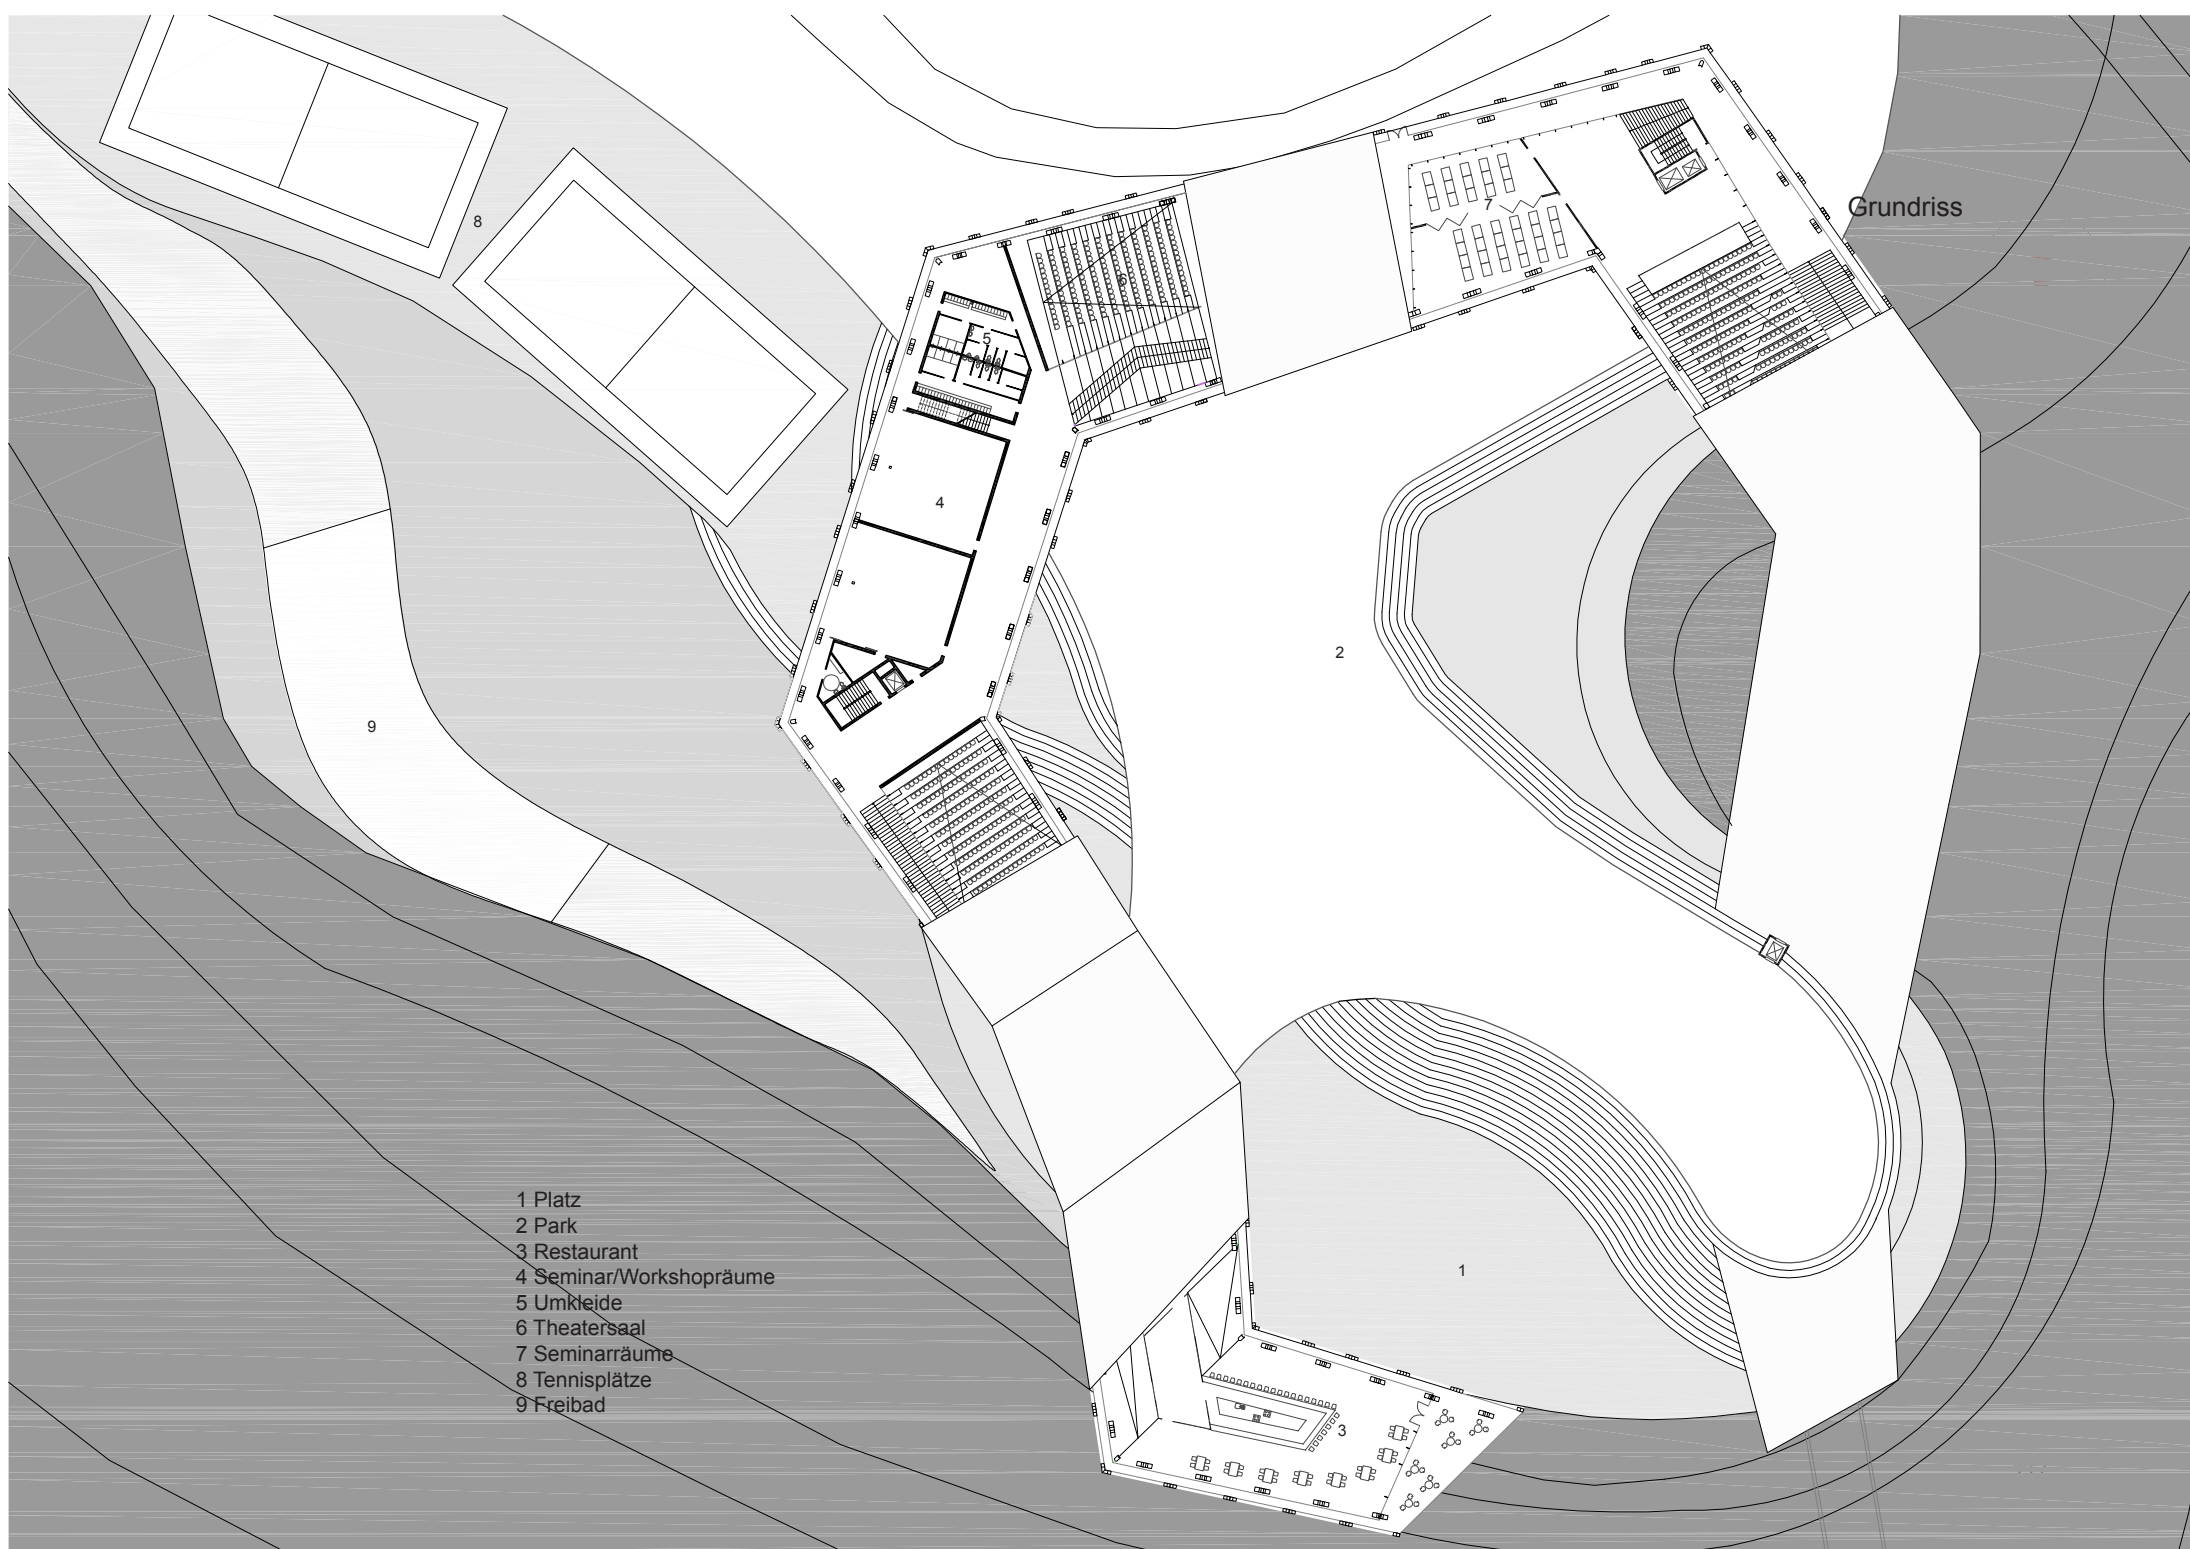 8
7
Grundriss
6
5
4
2
9
1 Platz
2 Park
3 Restaurant
4 Seminar/Workshopräume
5 Umkleide
6 Theatersaal
7 Seminarräume
8 Tennisplätze
9 Freibad
1
3